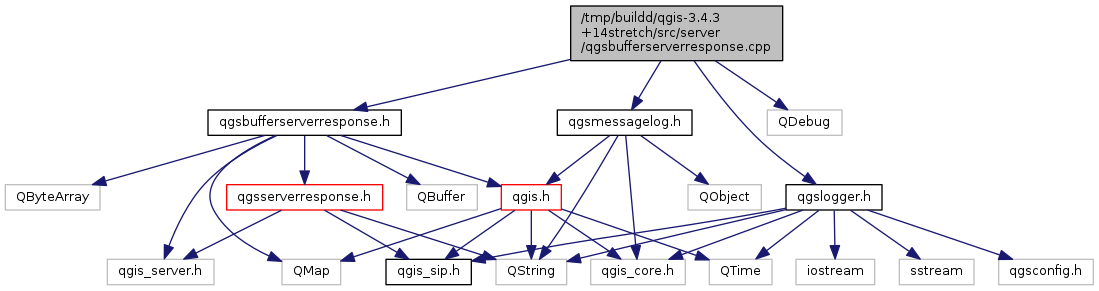 /tmp/buildd/qgis-3.4.3
+14stretch/src/server
/qgsbufferserverresponse.cpp
qgsbufferserverresponse.h
qgsmessagelog.h
QDebug
QByteArray
qgsserverresponse.h
QBuffer
qgis.h
QObject
qgslogger.h
qgis_server.h
QMap
qgis_sip.h
QString
qgis_core.h
QTime
iostream
sstream
qgsconfig.h